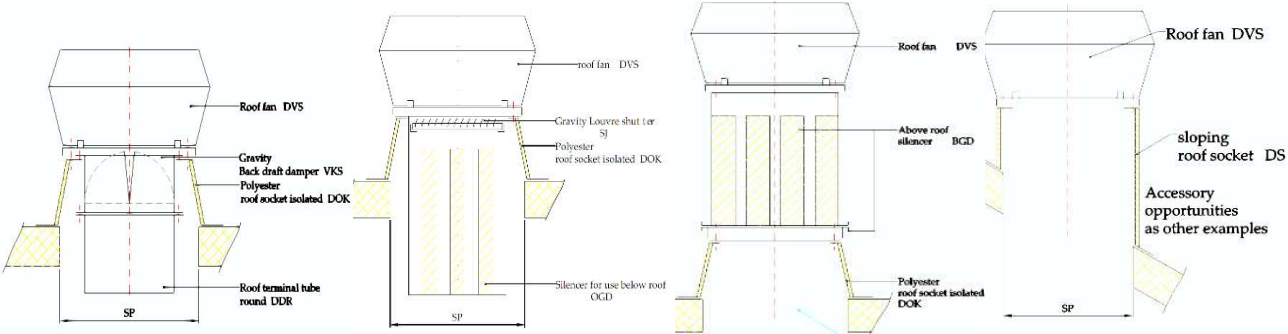 Roof fan DVS
Gravity
Back draft damper VKS
Polyester
roof socket isolated DOK
Roof terminal tube
round DDR
SP
roof fan DVS
Gravity Louvre shutter
SJ
Polyester
roof socket isolated DOK
Silencer for use below roof
OGD
SP
Roof fan DVS
Above roof
silencer BGD
Polyester
roof socket isolated
DOK
Roof fan DVS
sloping
roof socket DS
Accessory
opportunities
as other examples
SP